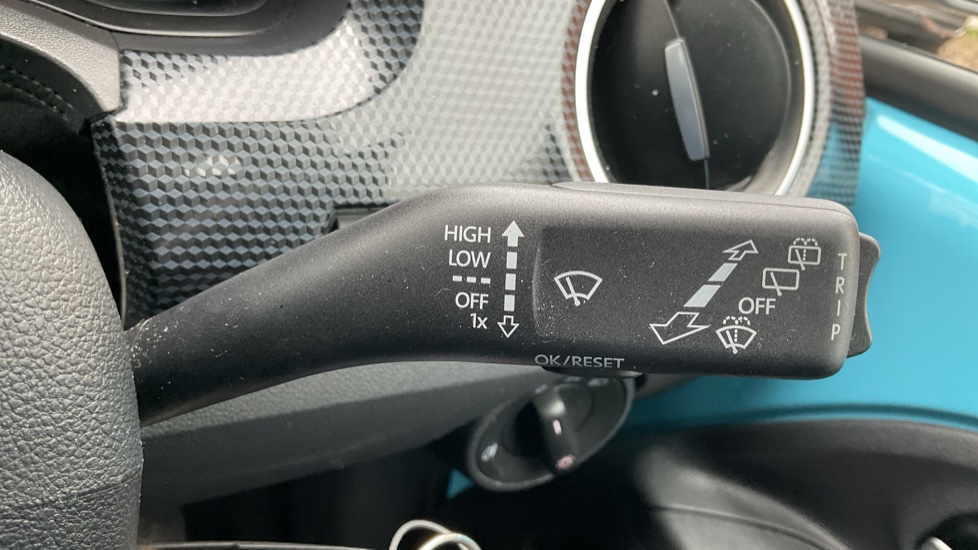 HIGH
LOW
---
OFF
1x
OFF
TRIP
OK/RESET